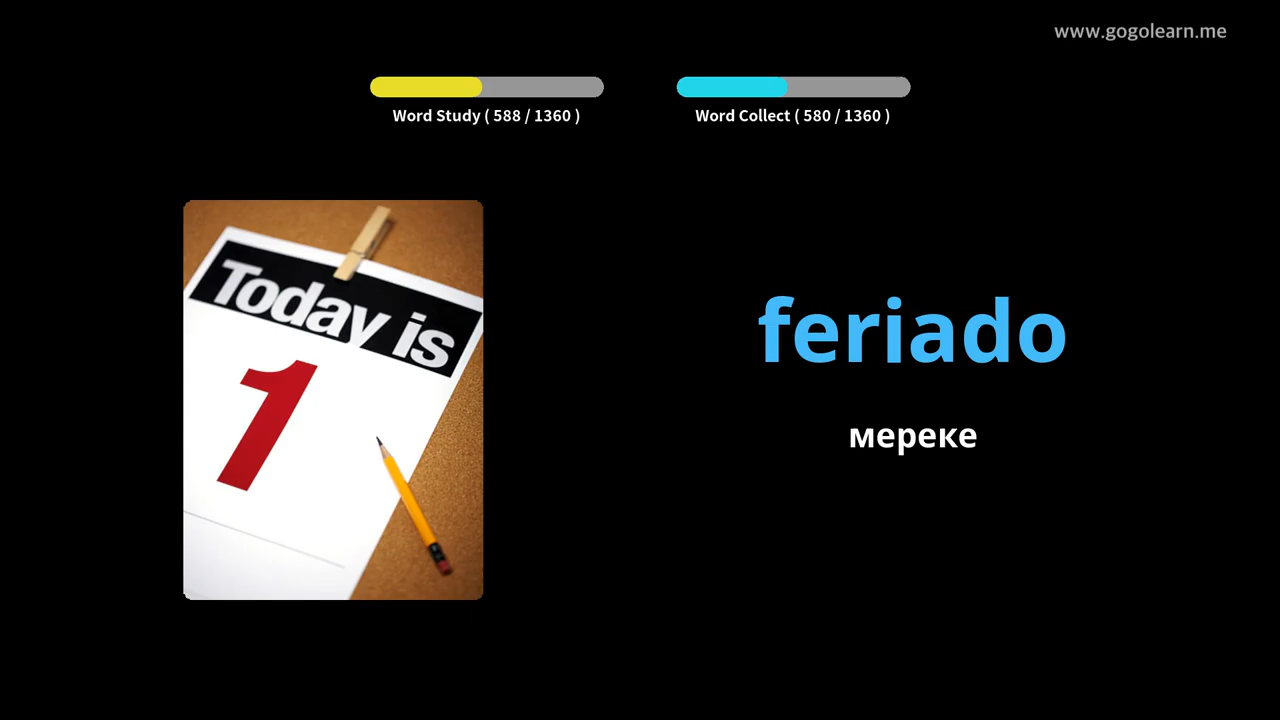 www.gogolearn.me
Word Study ( 588 / 1360 )
Word Collect ( 580 / 1360 )
Today is
1
feriado
мереке